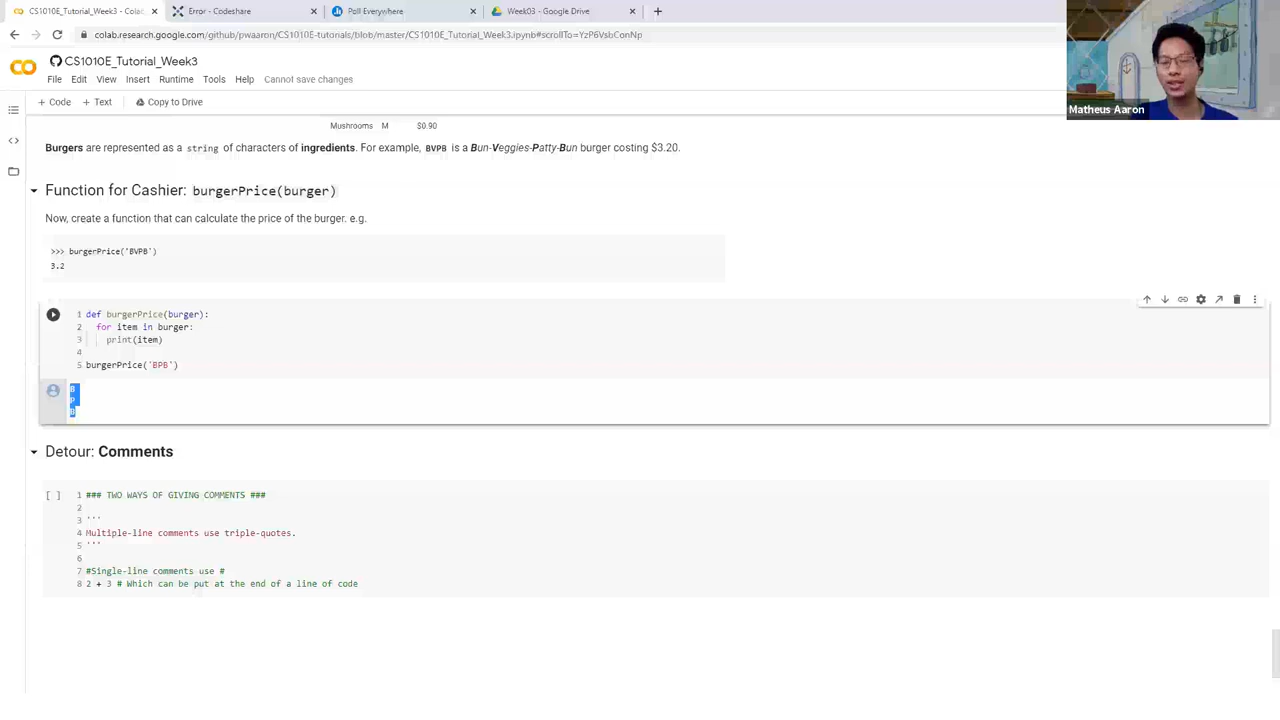 CS1010E_Tutorial_Week3 - Colab
Error - Codeshare
Poll Everywhere
Week03 - Google Drive
colab.research.google.com/github/pwaaron/CS1010E-tutorials/blob/master/CS1010E_Tutorial_Week3.ipynb#scrollTo=YzP6VsbConNp
CS1010E_Tutorial_Week3
File Edit View Insert Runtime Tools Help Cannot save changes
+ Code + Text Copy to Drive
Matheus Aaron
Mushrooms M $0.90
Burgers are represented as a string of characters of ingredients. For example, BVPB is a Bun-Veggies-Patty-Bun burger costing $3.20.
Function for Cashier: burgerPrice(burger)
Now, create a function that can calculate the price of the burger. e.g.
>>> burgerPrice('BVPB')
3.2
1 def burgerPrice(burger):
2 for item in burger:
3 print(item)
4
5 burgerPrice('BPB')
B
P
B
Detour: Comments
[ ] 1 ### TWO WAYS OF GIVING COMMENTS ###
2
3 '''
4 Multiple-line comments use triple-quotes.
5 '''
6
7 #Single-line comments use #
8 2 + 3 # Which can be put at the end of a line of code